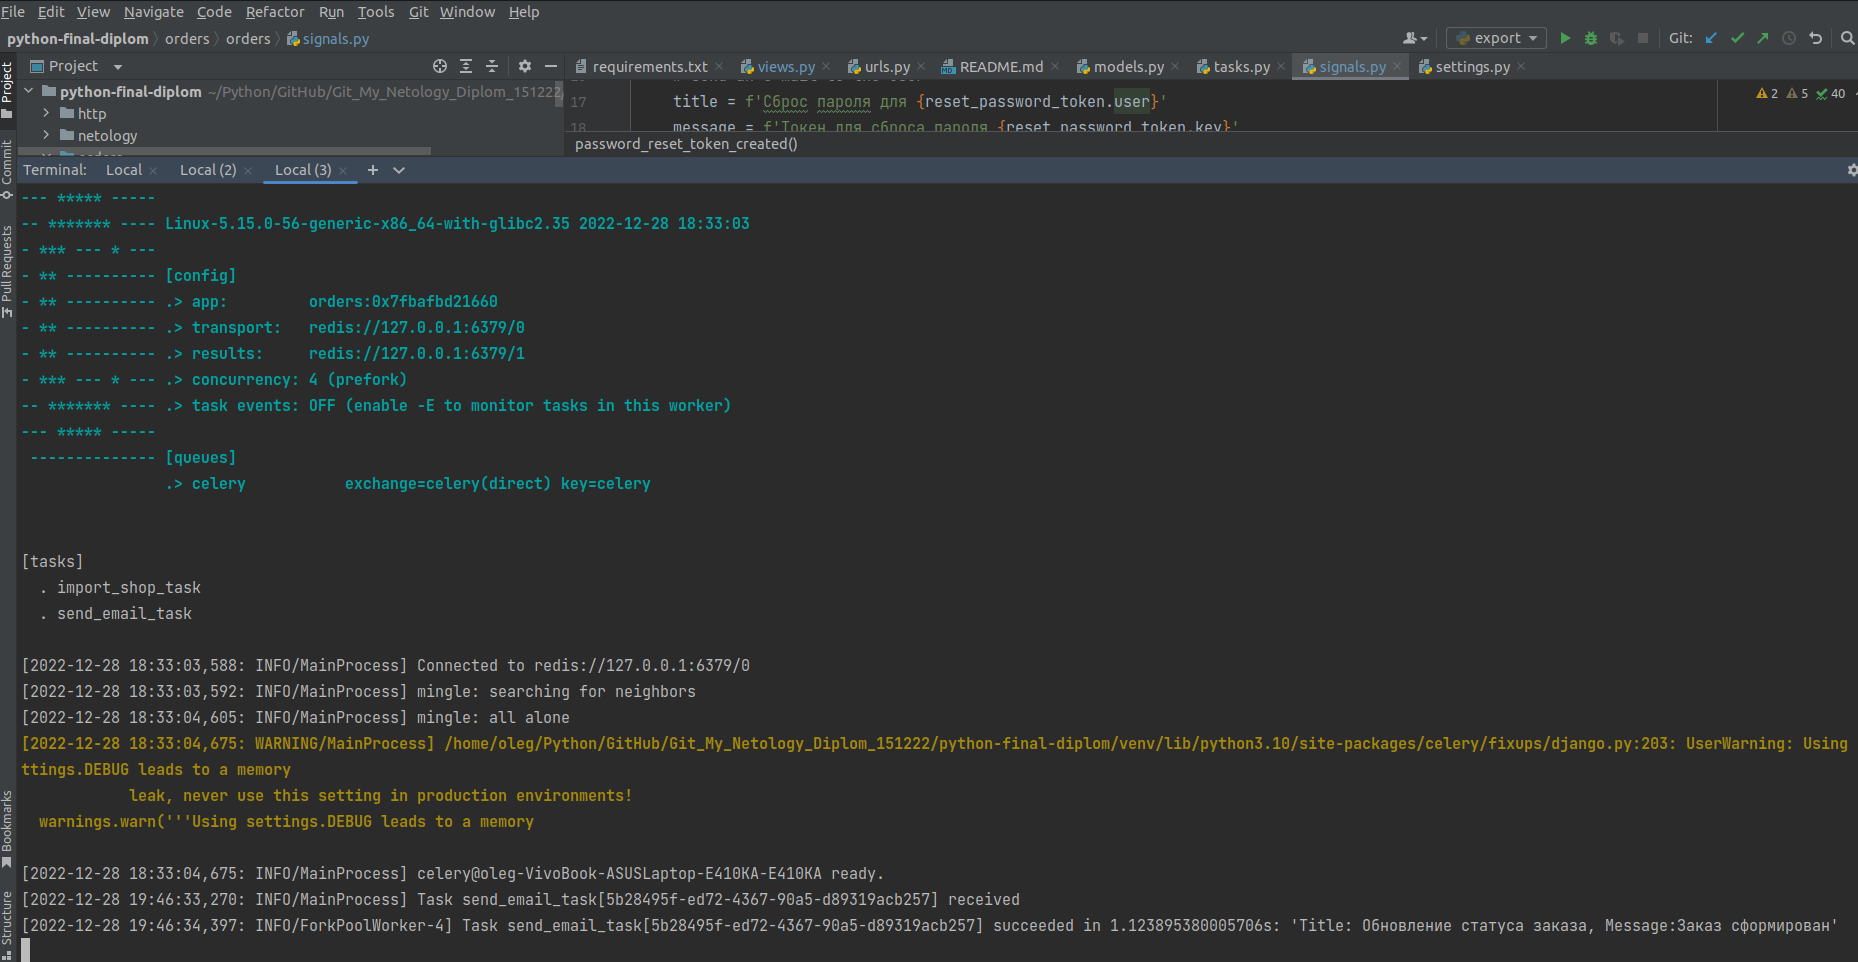 File Edit View Navigate Code Refactor Run Tools Git Window Help
python-final-diplom orders orders signals.py export Git:
Project requirements.txt views.py urls.py README.md models.py tasks.py signals.py settings.py
python-final-diplom ~/Python/GitHub/Git_My_Netology_Diplom_151222/
http
netology
17 title = f'Сброс пароля для {reset_password_token.user}'
18 message = f'Токен для сброса пароля {reset_password_token.key}'
2 5 40
password_reset_token_created()
Project
Commit
Pull Requests
Bookmarks
Structure
Terminal: Local Local (2) Local (3)
--- ***** -----
-- ******* ---- Linux-5.15.0-56-generic-x86_64-with-glibc2.35 2022-12-28 18:33:03
- *** --- * ---
- ** ---------- [config]
- ** ---------- .> app:         orders:0x7fbafbd21660
- ** ---------- .> transport:   redis://127.0.0.1:6379/0
- ** ---------- .> results:     redis://127.0.0.1:6379/1
- *** --- * --- .> concurrency: 4 (prefork)
-- ******* ---- .> task events: OFF (enable -E to monitor tasks in this worker)
--- ***** -----
-------------- [queues]
.> celery           exchange=celery(direct) key=celery
[tasks]
. import_shop_task
. send_email_task
[2022-12-28 18:33:03,588: INFO/MainProcess] Connected to redis://127.0.0.1:6379/0
[2022-12-28 18:33:03,592: INFO/MainProcess] mingle: searching for neighbors
[2022-12-28 18:33:04,605: INFO/MainProcess] mingle: all alone
[2022-12-28 18:33:04,675: WARNING/MainProcess] /home/oleg/Python/GitHub/Git_My_Netology_Diplom_151222/python-final-diplom/venv/lib/python3.10/site-packages/celery/fixups/django.py:203: UserWarning: Using
ttings.DEBUG leads to a memory
leak, never use this setting in production environments!
warnings.warn('''Using settings.DEBUG leads to a memory
[2022-12-28 18:33:04,675: INFO/MainProcess] celery@oleg-VivoBook-ASUSLaptop-E410KA-E410KA ready.
[2022-12-28 19:46:33,270: INFO/MainProcess] Task send_email_task[5b28495f-ed72-4367-90a5-d89319acb257] received
[2022-12-28 19:46:34,397: INFO/ForkPoolWorker-4] Task send_email_task[5b28495f-ed72-4367-90a5-d89319acb257] succeeded in 1.123895380005706s: 'Title: Обновление статуса заказа, Message:Заказ сформирован'